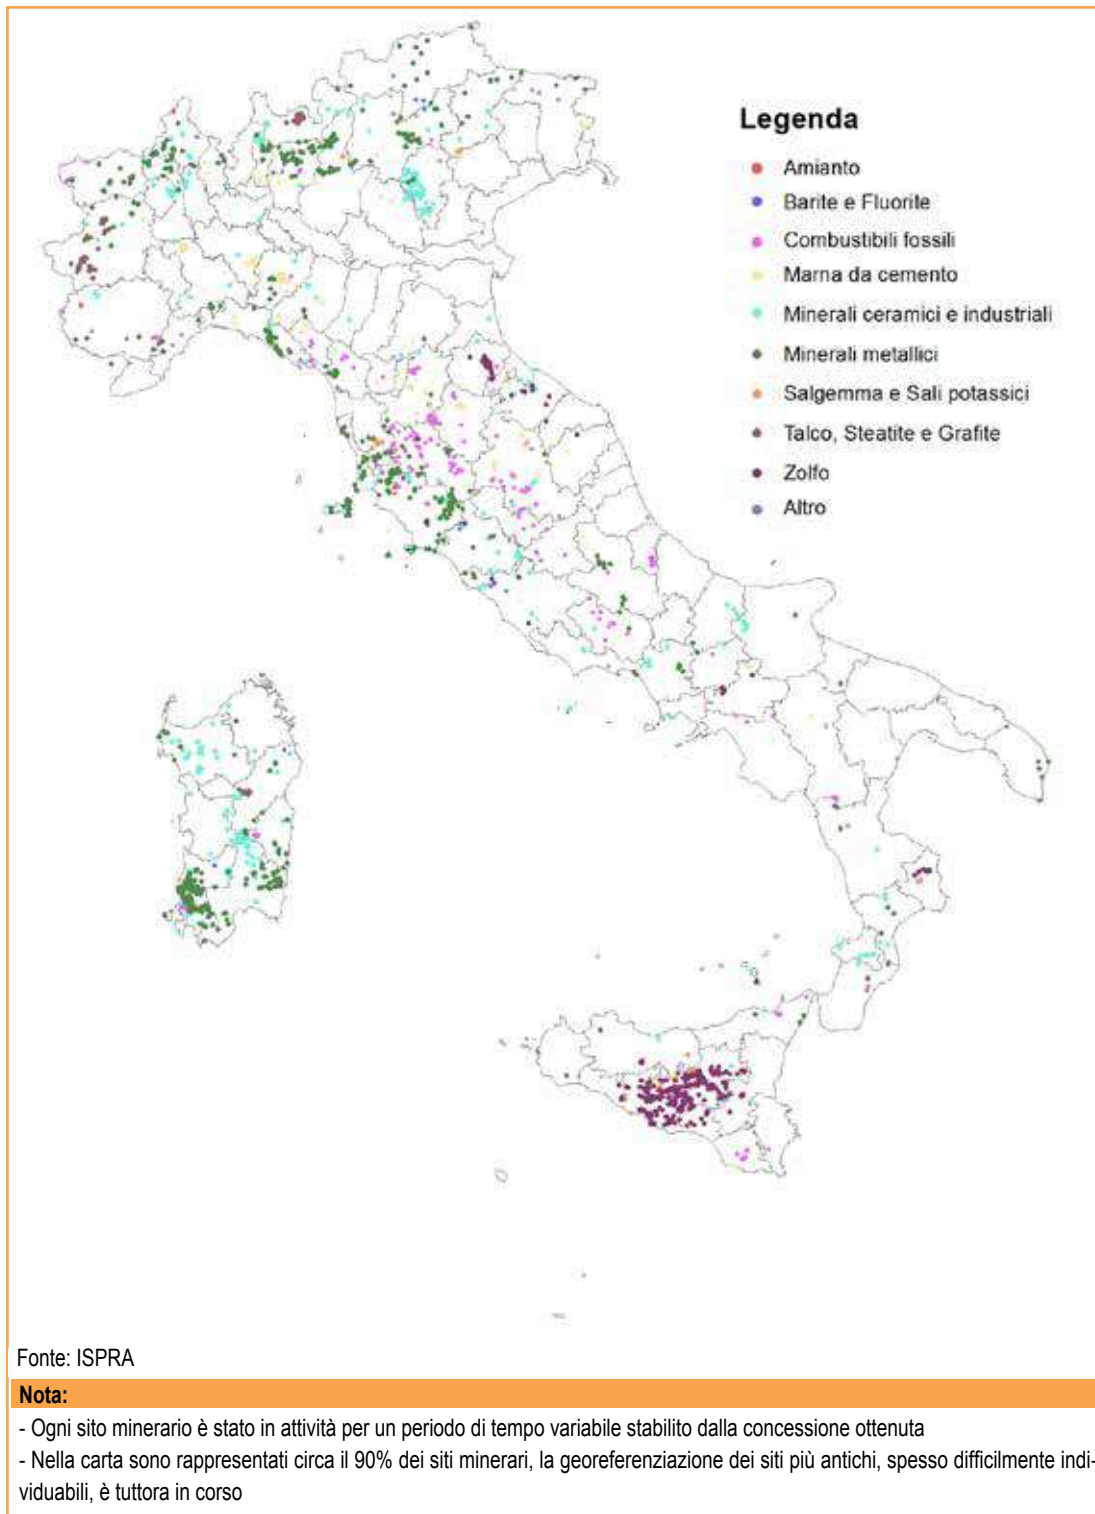 Legenda
Amianto
Barite e Fluorite
Combustibili fossili
Marna da cemento
Minerali ceramici e industriali
Minerali metallici
Salgemma e Sali potassici
Talco, Steatite e Grafite
Zolfo
Altro
Fonte: ISPRA
Nota:
- Ogni sito minerario è stato in attività per un periodo di tempo variabile stabilito dalla concessione ottenuta
- Nella carta sono rappresentati circa il 90% dei siti minerari, la georeferenziazione dei siti più antichi, spesso difficilmente indi-
viduabili, è tuttora in corso